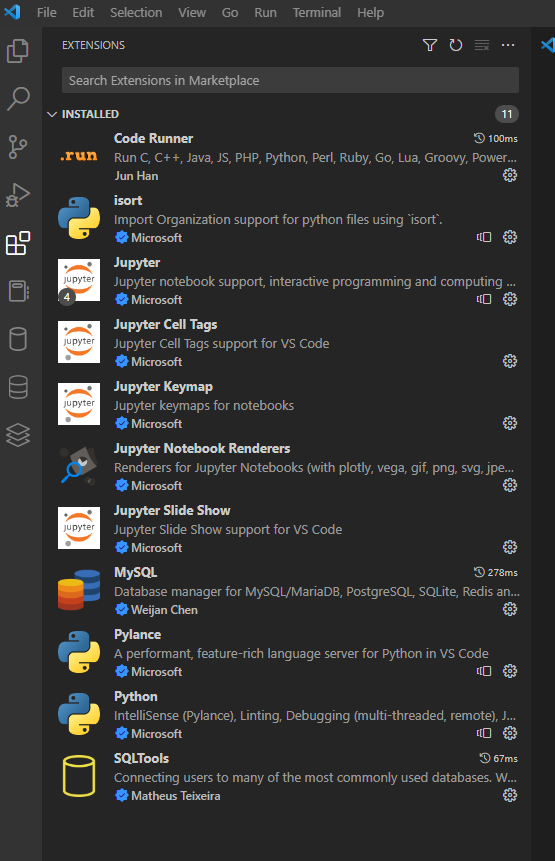 File Edit Selection View Go Run Terminal Help
EXTENSIONS
Search Extensions in Marketplace
INSTALLED 11
.run
Code Runner 100ms
Run C, C++, Java, JS, PHP, Python, Perl, Ruby, Go, Lua, Groovy, Power...
Jun Han
isort
Import Organization support for python files using `isort`.
Microsoft
jupyter
4
Jupyter
Jupyter notebook support, interactive programming and computing ...
Microsoft
jupyter
Jupyter Cell Tags
Jupyter Cell Tags support for VS Code
Microsoft
jupyter
Jupyter Keymap
Jupyter keymaps for notebooks
Microsoft
Jupyter Notebook Renderers
Renderers for Jupyter Notebooks (with plotly, vega, gif, png, svg, jpe...
Microsoft
jupyter
Jupyter Slide Show
Jupyter Slide Show support for VS Code
Microsoft
MySQL 278ms
Database manager for MySQL/MariaDB, PostgreSQL, SQLite, Redis an...
Weijan Chen
Pylance
A performant, feature-rich language server for Python in VS Code
Microsoft
Python
IntelliSense (Pylance), Linting, Debugging (multi-threaded, remote), J...
Microsoft
SQLTools 67ms
Connecting users to many of the most commonly used databases. W...
Matheus Teixeira